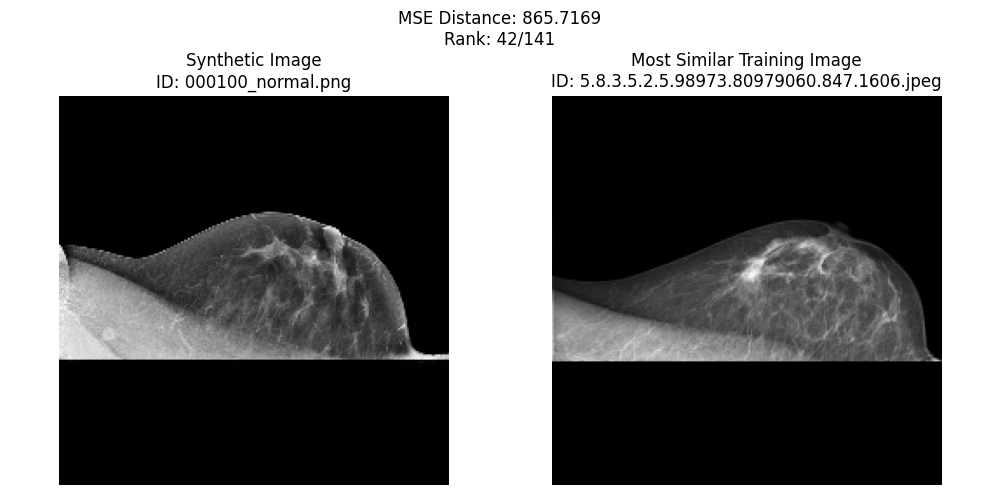 MSE Distance: 865.7169
Rank: 42/141
Synthetic Image
ID: 000100_normal.png
Most Similar Training Image
ID: 5.8.3.5.2.5.98973.80979060.847.1606.jpeg